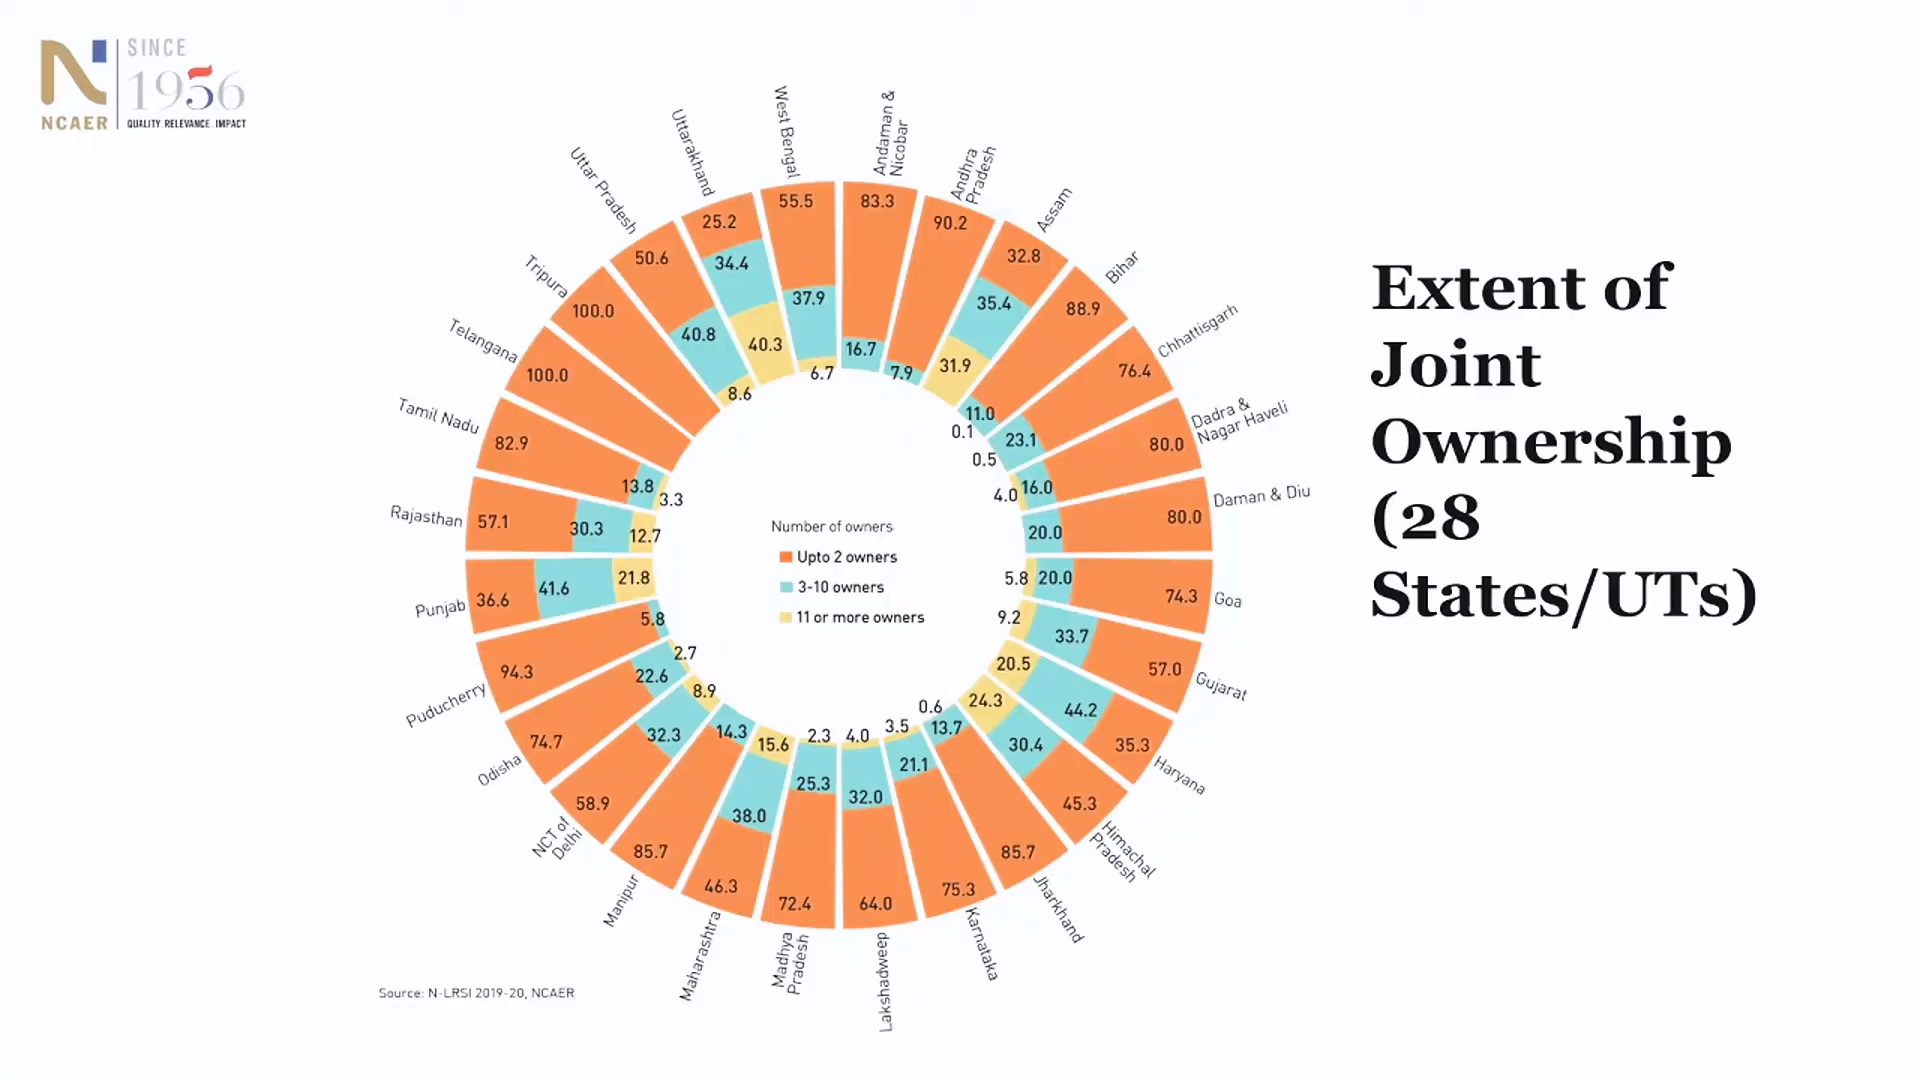 SINCE
1956
NCAER
QUALITY. RELEVANCE. IMPACT
Extent of
Joint
Ownership
(28
States/UTs)
Andaman &
Nicobar
83.3
16.7
Andhra
Pradesh
90.2
7.9
Assam
32.8
35.4
31.9
Bihar
88.9
11.0
0.1
Chhattisgarh
76.4
23.1
0.5
Dadra &
Nagar Haveli
80.0
16.0
4.0
Daman & Diu
80.0
20.0
Goa
74.3
20.0
5.8
Gujarat
57.0
33.7
9.2
Haryana
35.3
44.2
20.5
Himachal
Pradesh
45.3
30.4
24.3
Jharkhand
85.7
13.7
0.6
Karnataka
75.3
21.1
3.5
Lakshadweep
64.0
32.0
4.0
Madhya
Pradesh
72.4
25.3
2.3
Maharashtra
46.3
38.0
15.6
Manipur
85.7
14.3
NCT of
Delhi
58.9
32.3
8.9
Odisha
74.7
22.6
2.7
Puducherry
94.3
5.8
Punjab
36.6
41.6
21.8
Rajasthan
57.1
30.3
12.7
Tamil Nadu
82.9
13.8
3.3
Telangana
100.0
Tripura
100.0
Uttar Pradesh
50.6
40.8
8.6
Uttarakhand
25.2
34.4
40.3
West Bengal
55.5
37.9
6.7
Number of owners
Upto 2 owners
3-10 owners
11 or more owners
Source: N-LRSI 2019-20, NCAER